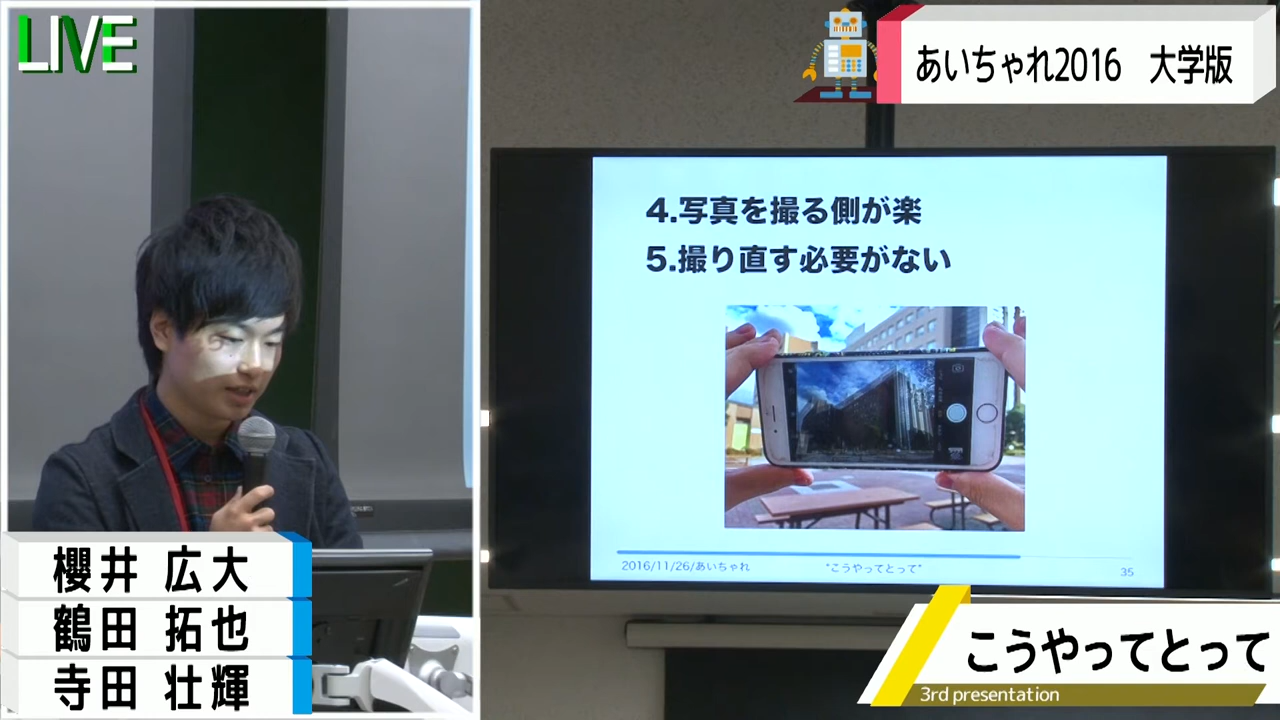 LIVE
あいちゃれ2016 大学版
4.写真を撮る側が楽
5.撮り直す必要がない
2016/11/26/あいちゃれ
"こうやってとって"
35
櫻井 広大
鶴田 拓也
寺田 壮輝
こうやってとって
3rd presentation